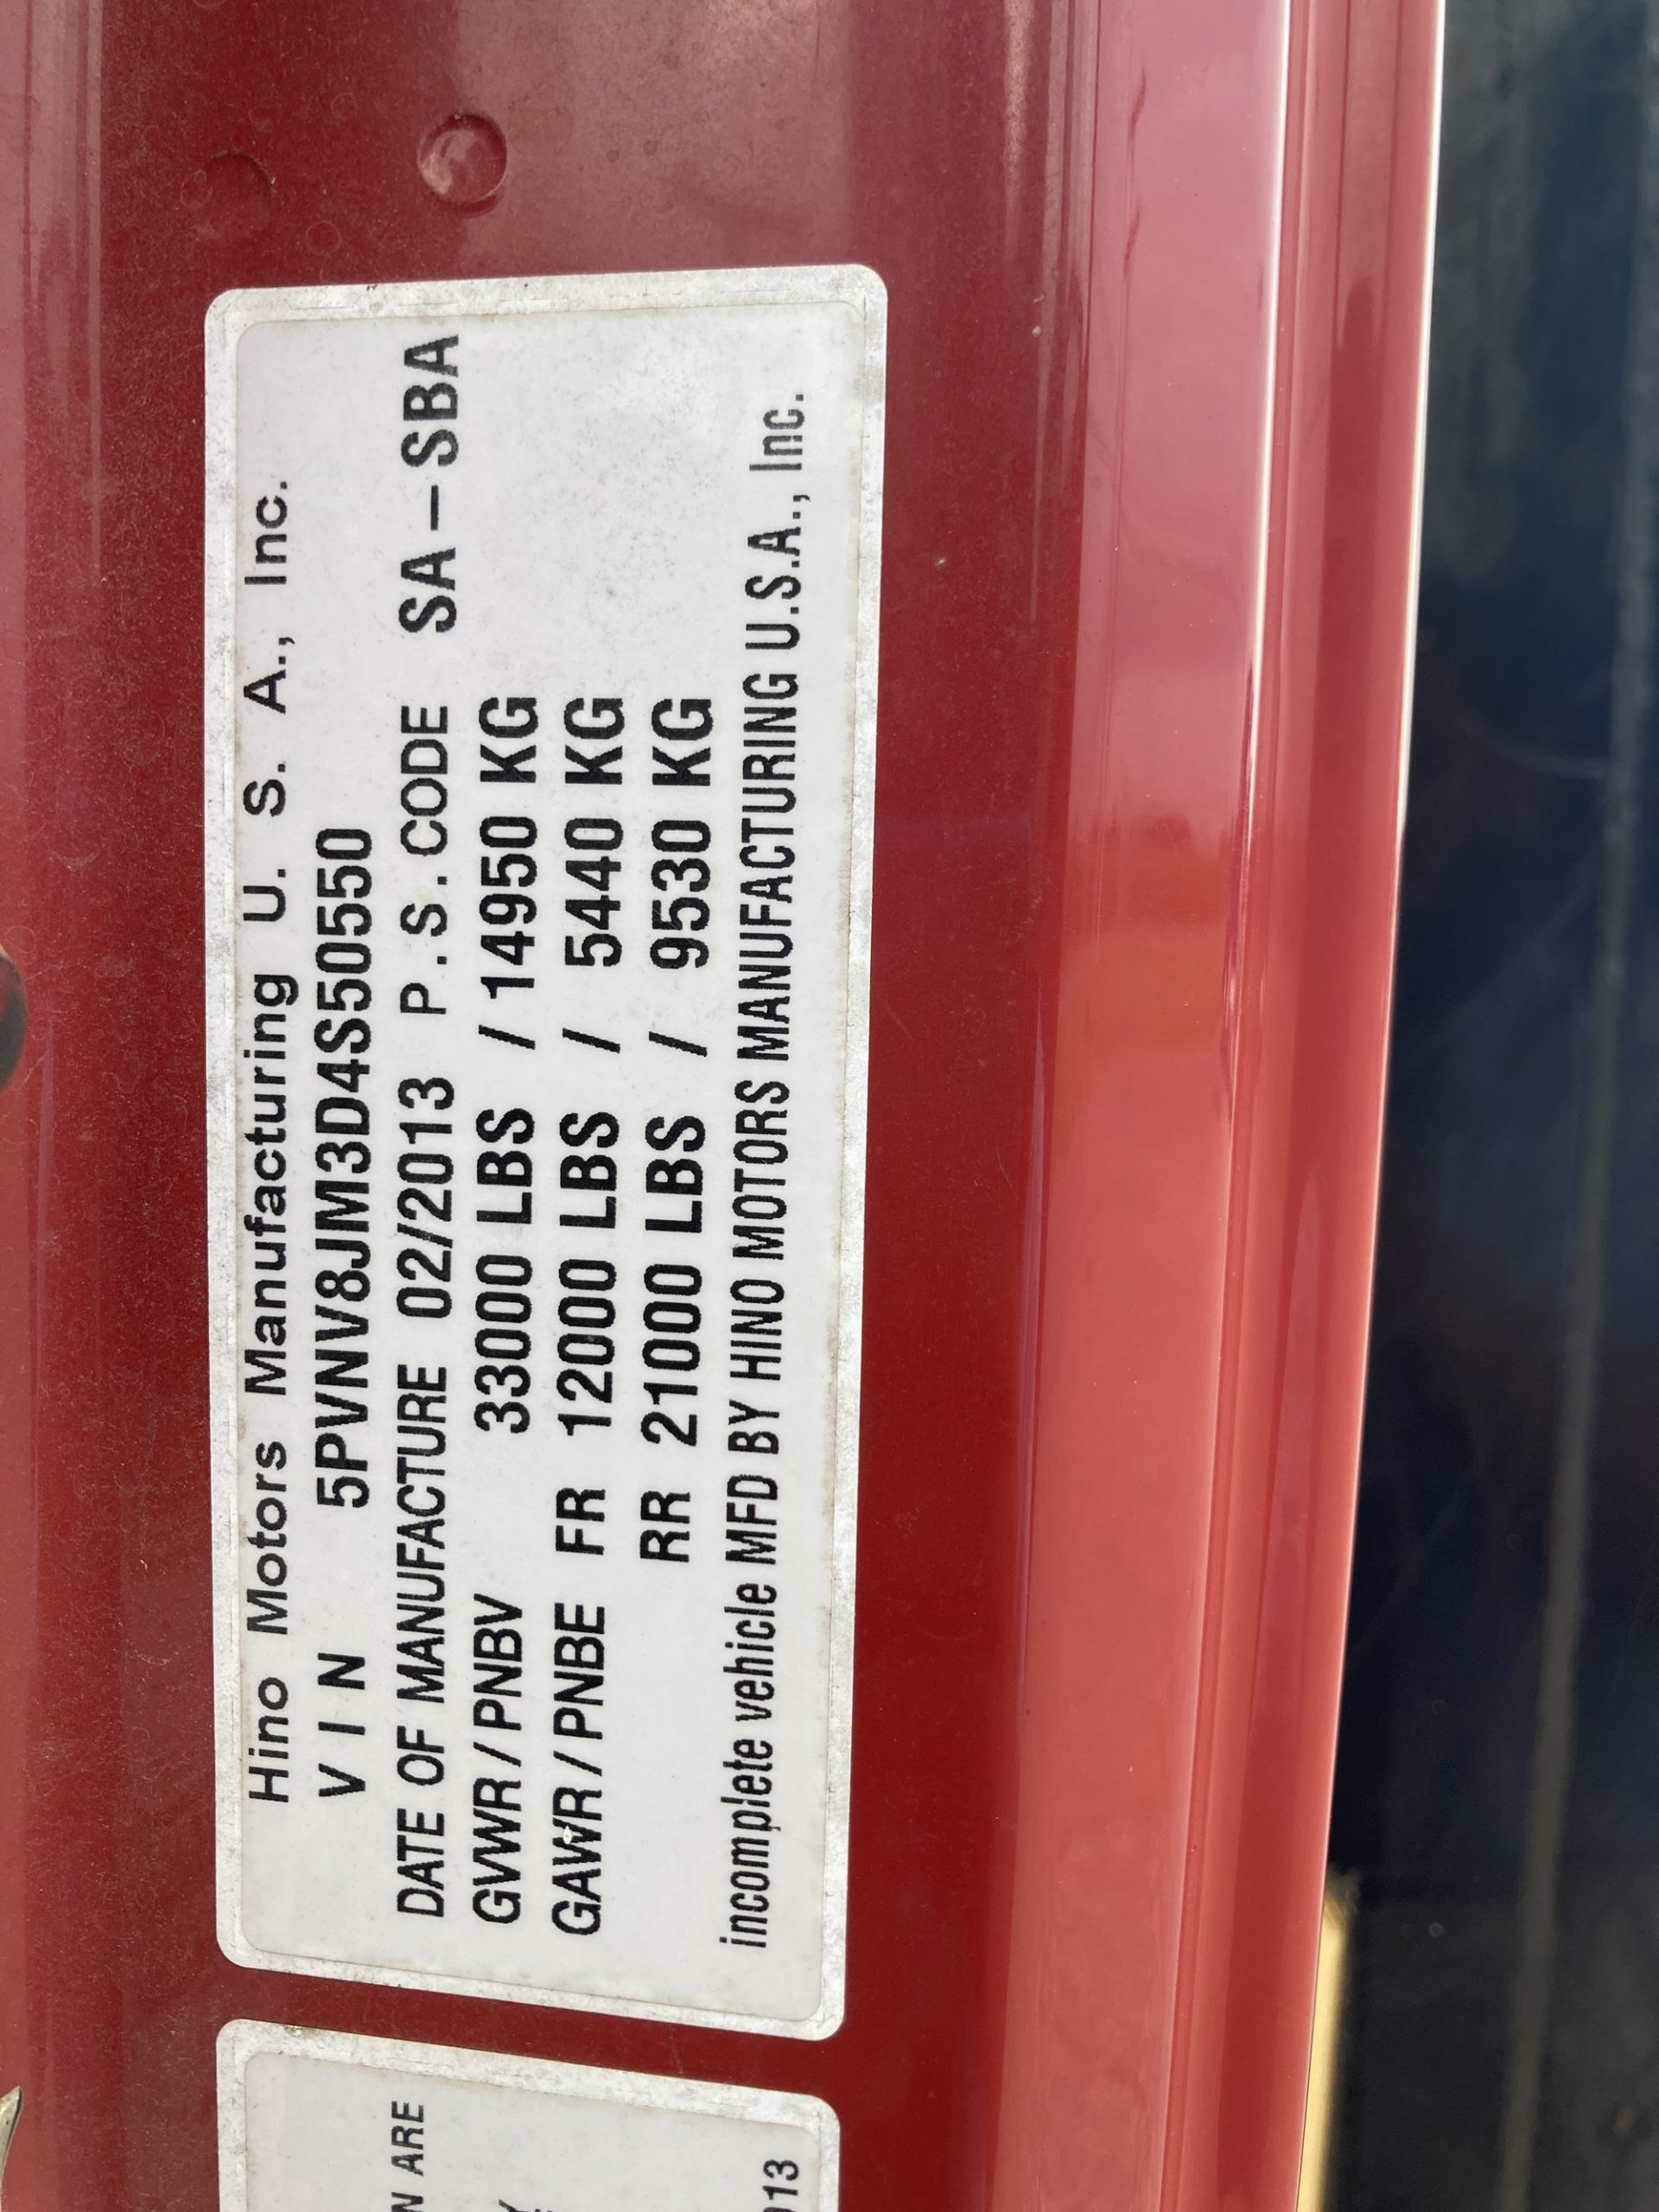 Hino Motors Manufacturing U. S. A., Inc.
VIN 5PVNV8JM3D4S50550
DATE OF MANUFACTURE 02/2013 P.S.CODE SA-SBA
GVWR/PNBV 33000 LBS /14950 KG
GAWR/PNBE FR 12000 LBS / 5440 KG
RR 21000 LBS / 9530 KG
incomplete vehicle MFD BY HINO MOTORS MANUFACTURING U.S.A., Inc.
ARE